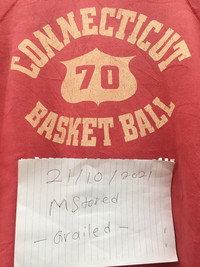 CONNECTICUT
70
BASKET BALL
21/10/2021
MStored
- Grailed -